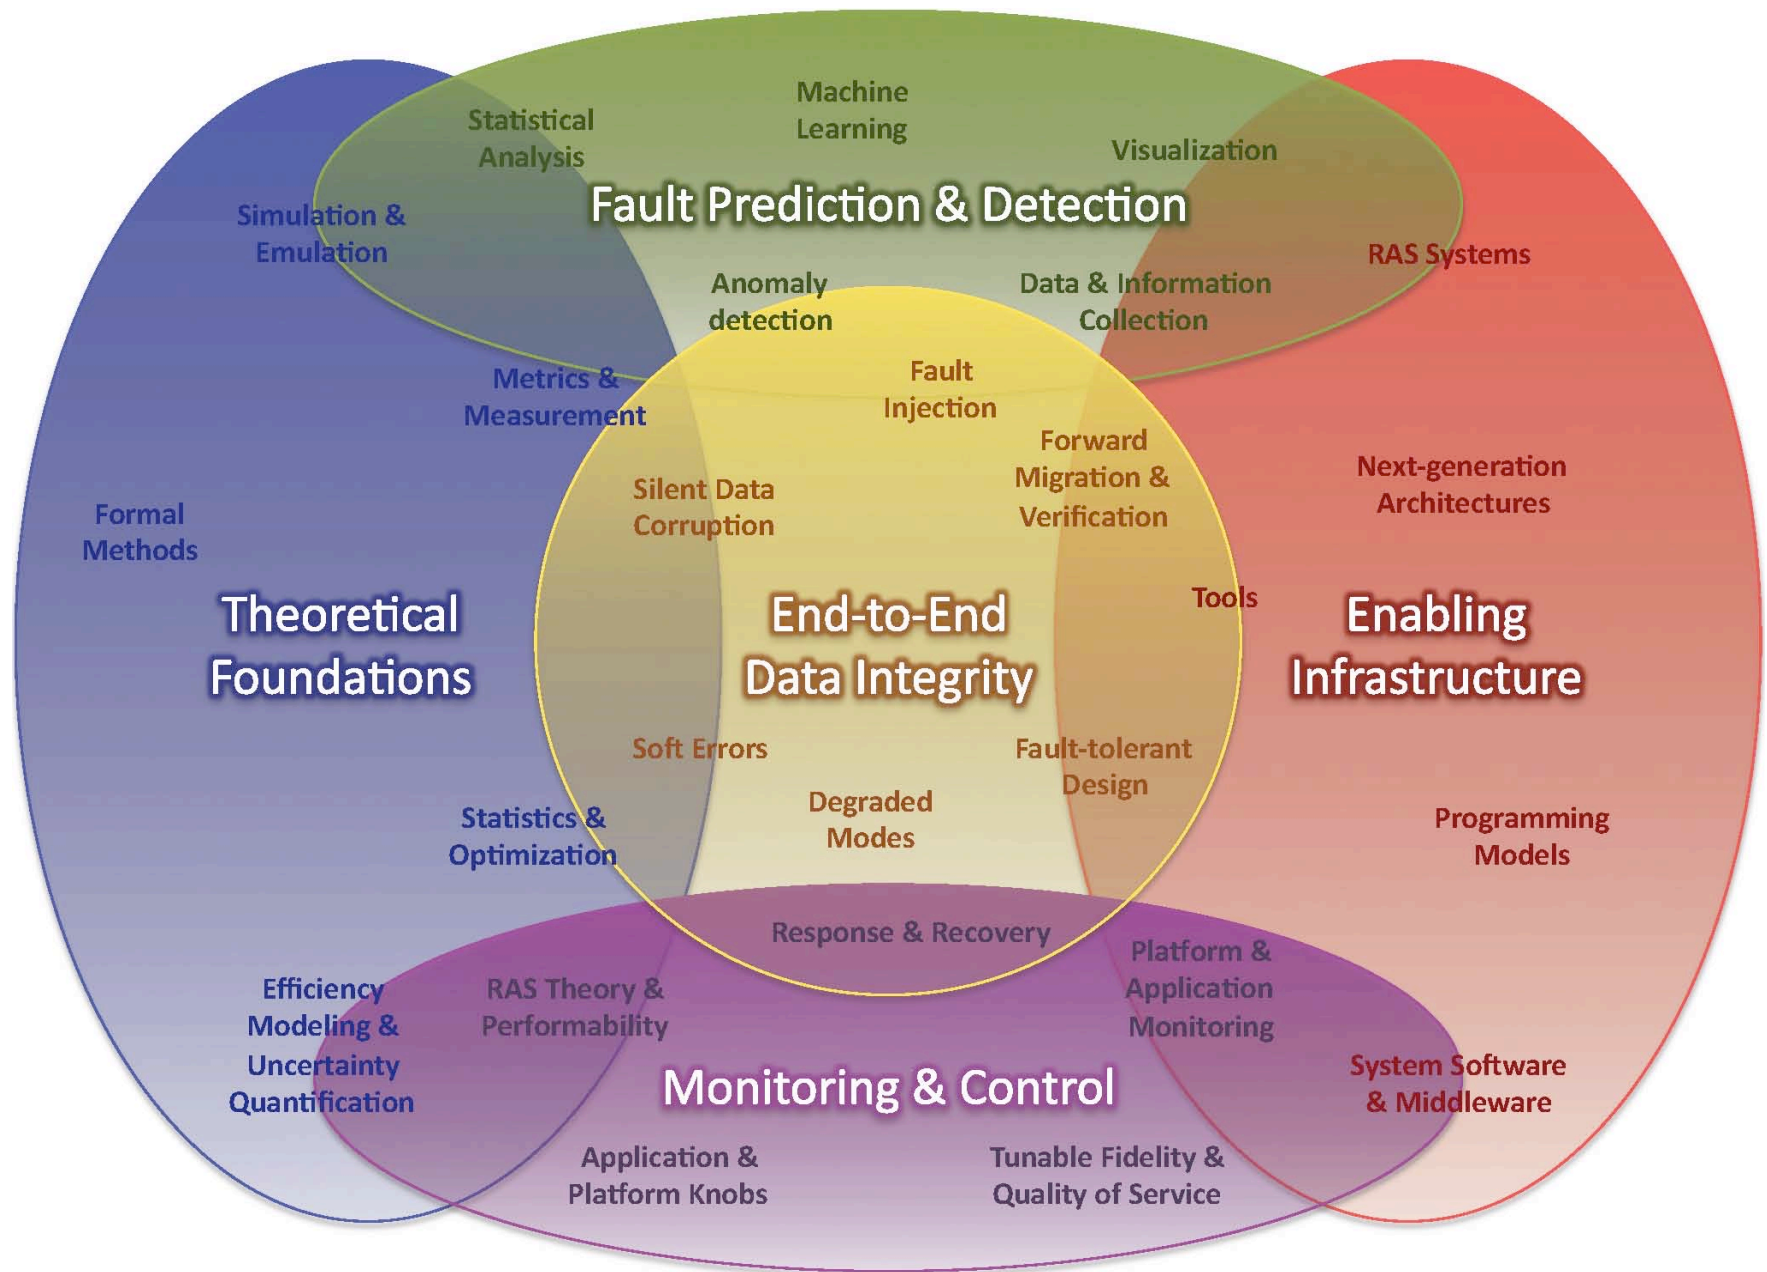 Machine
Learning
Statistical
Analysis
Visualization
Fault Prediction & Detection
Simulation &
Emulation
RAS Systems
Anomaly
detection
Data & Information
Collection
Metrics &
Measurement
Fault
Injection
Forward
Migration &
Verification
Silent Data
Corruption
Next-generation
Architectures
Formal
Methods
Tools
Theoretical
Foundations
End-to-End
Data Integrity
Enabling
Infrastructure
Soft Errors
Fault-tolerant
Design
Degraded
Modes
Statistics &
Optimization
Programming
Models
Response & Recovery
Platform &
Application
Monitoring
Efficiency
Modeling &
Uncertainty
Quantification
RAS Theory &
Performability
System Software
& Middleware
Monitoring & Control
Application &
Platform Knobs
Tunable Fidelity &
Quality of Service